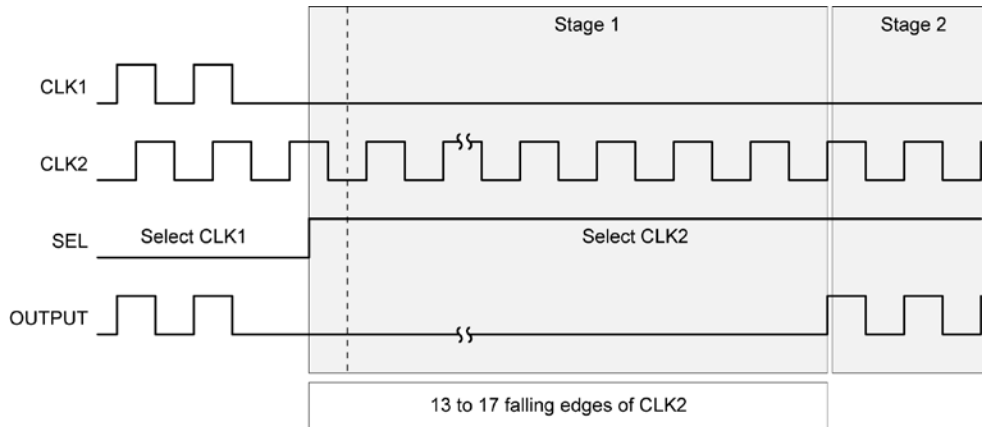 Stage 1
Stage 2
CLK1
CLK2
SEL
Select CLK1
Select CLK2
OUTPUT
13 to 17 falling edges of CLK2